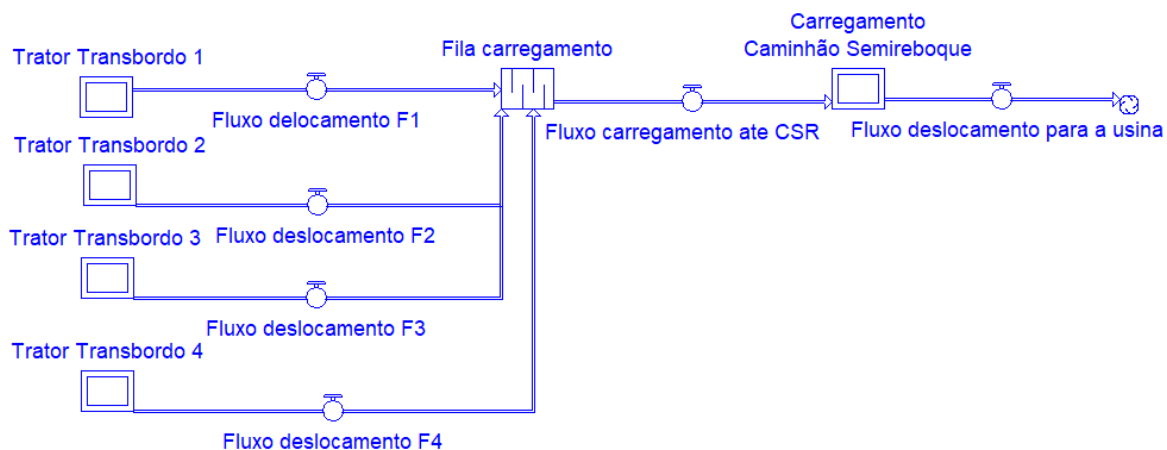 Trator Transbordo 1
Fluxo delocamento F1
Fila carregamento
Fluxo carregamento ate CSR
Carregamento
Caminhão Semireboque
Fluxo deslocamento para a usina
Trator Transbordo 2
Fluxo deslocamento F2
Trator Transbordo 3
Fluxo deslocamento F3
Trator Transbordo 4
Fluxo deslocamento F4